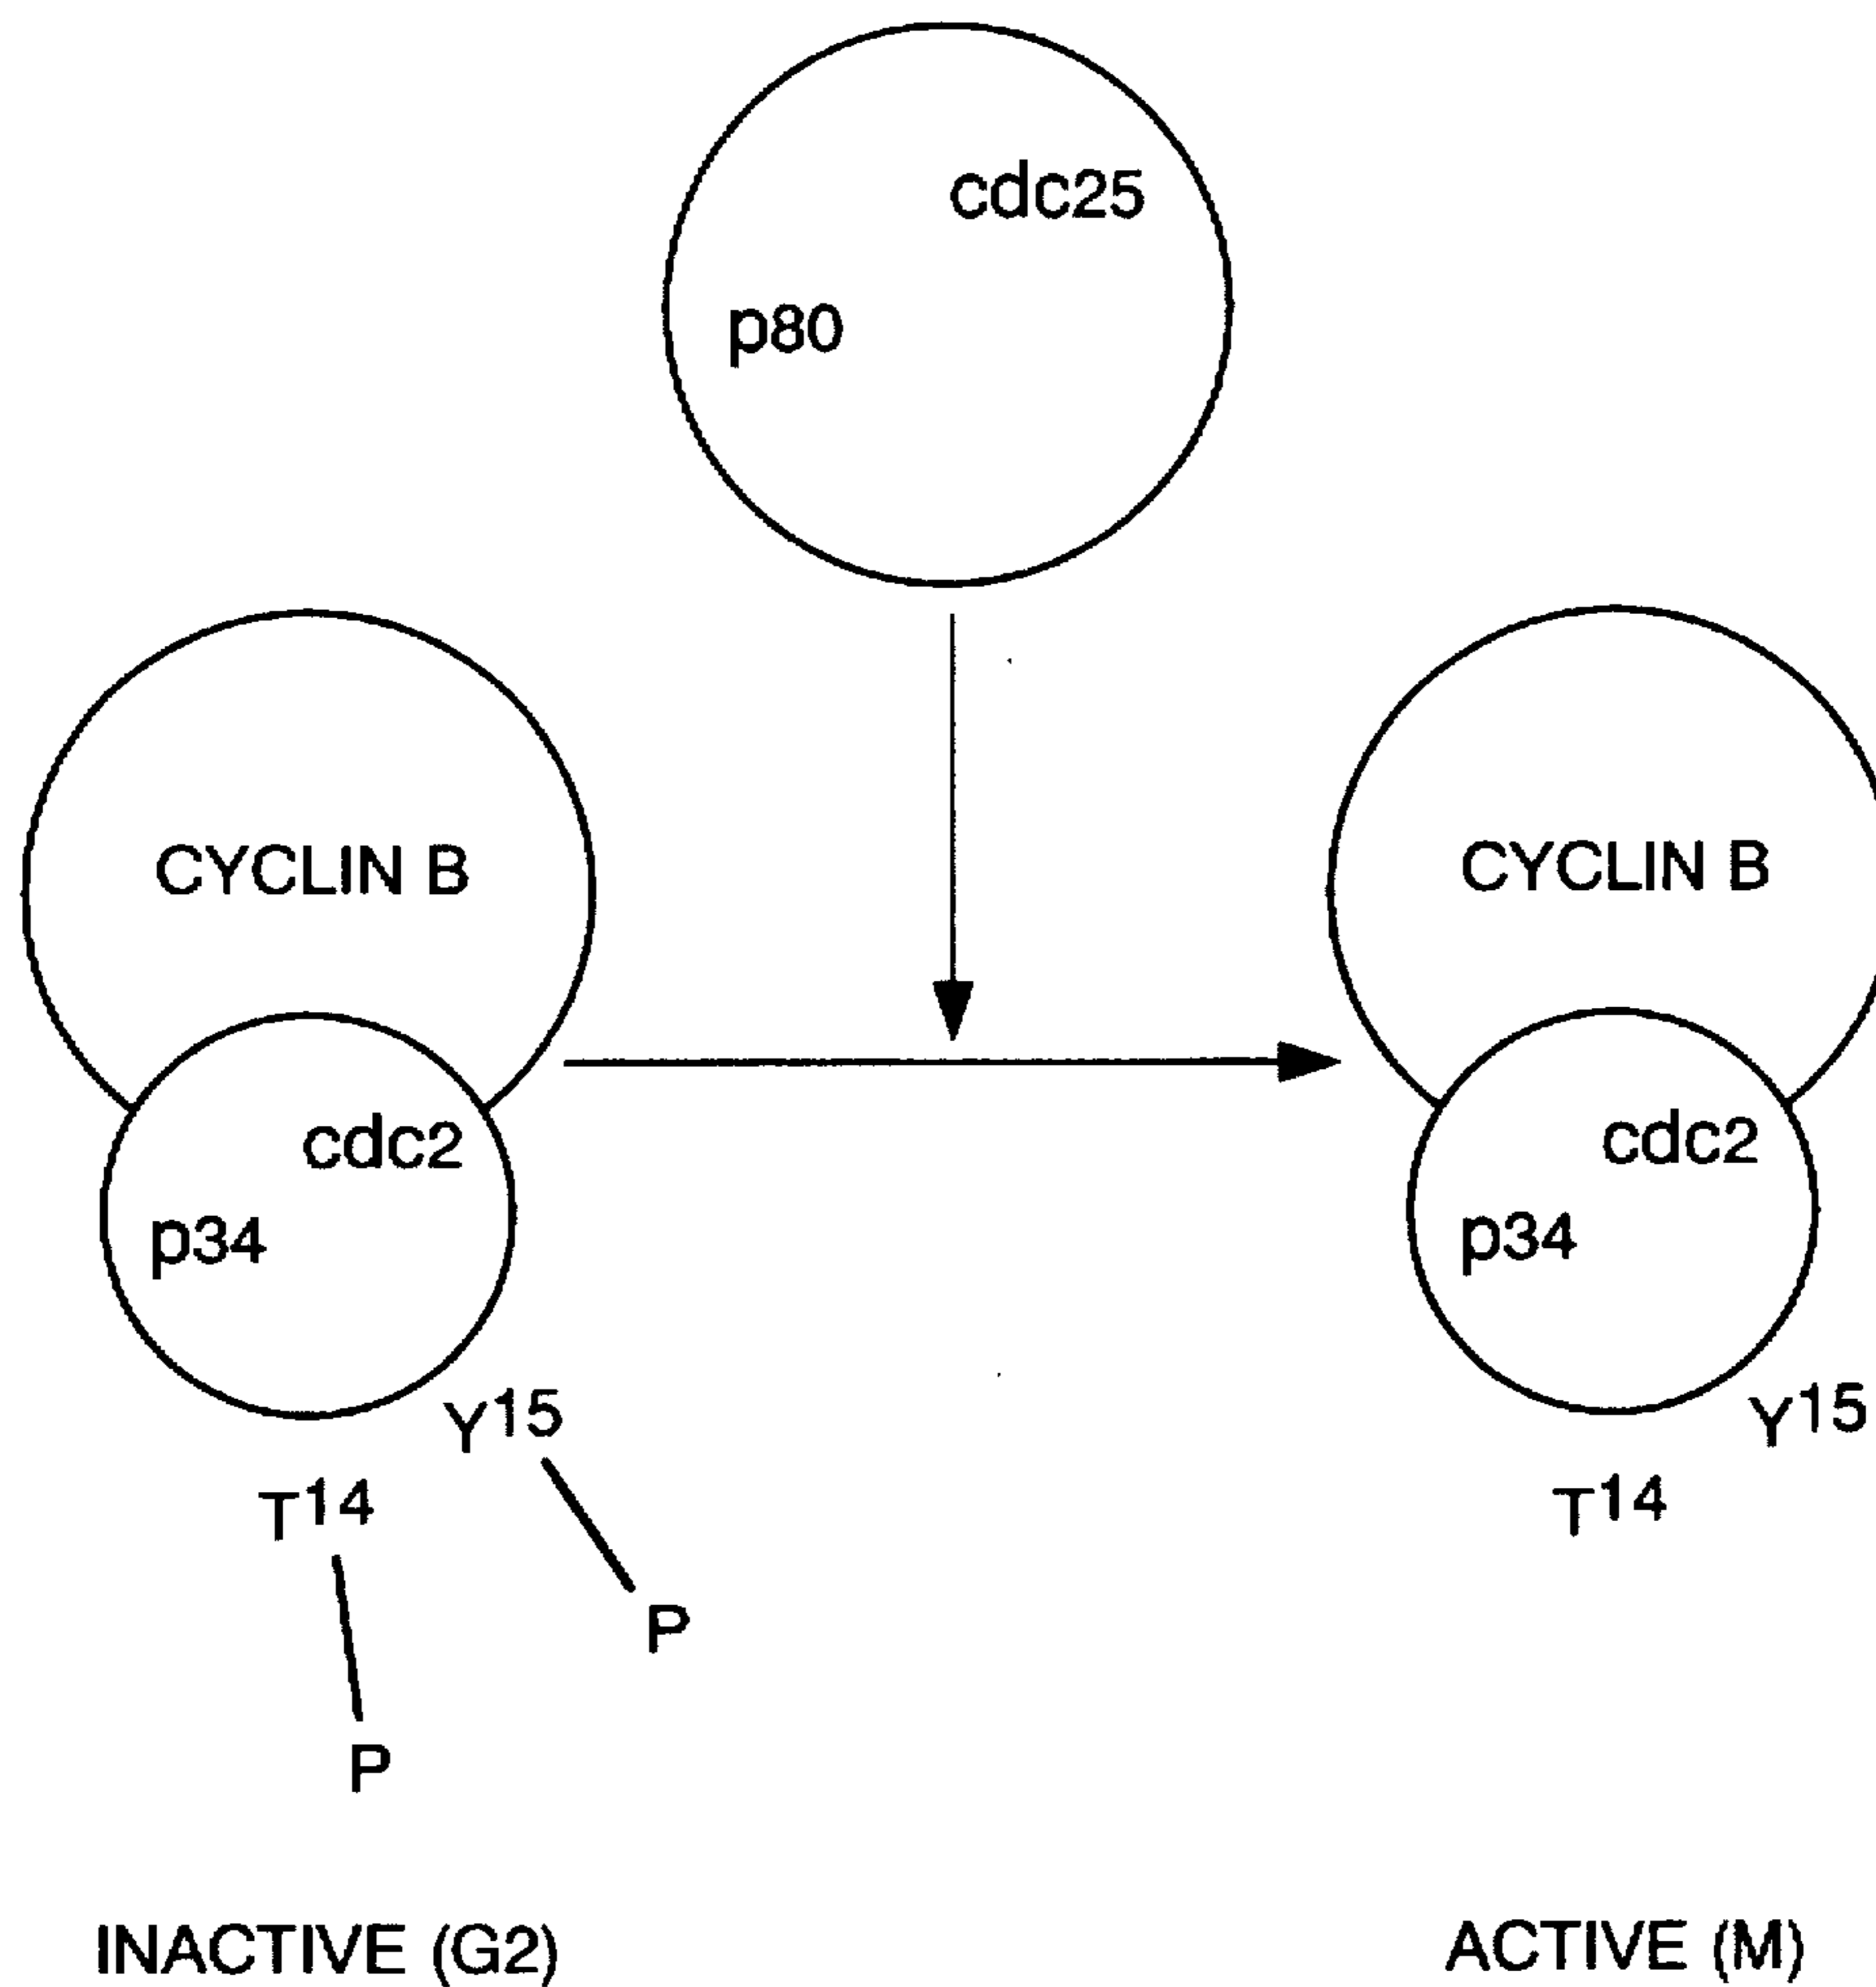 cdc25
p80
CYCLIN B
CYCLIN B
cdc2
cdc2
p34
p34
Y15
Y15
T14
T14
P
P
INACTIVE (G2)
ACTIVE (M)